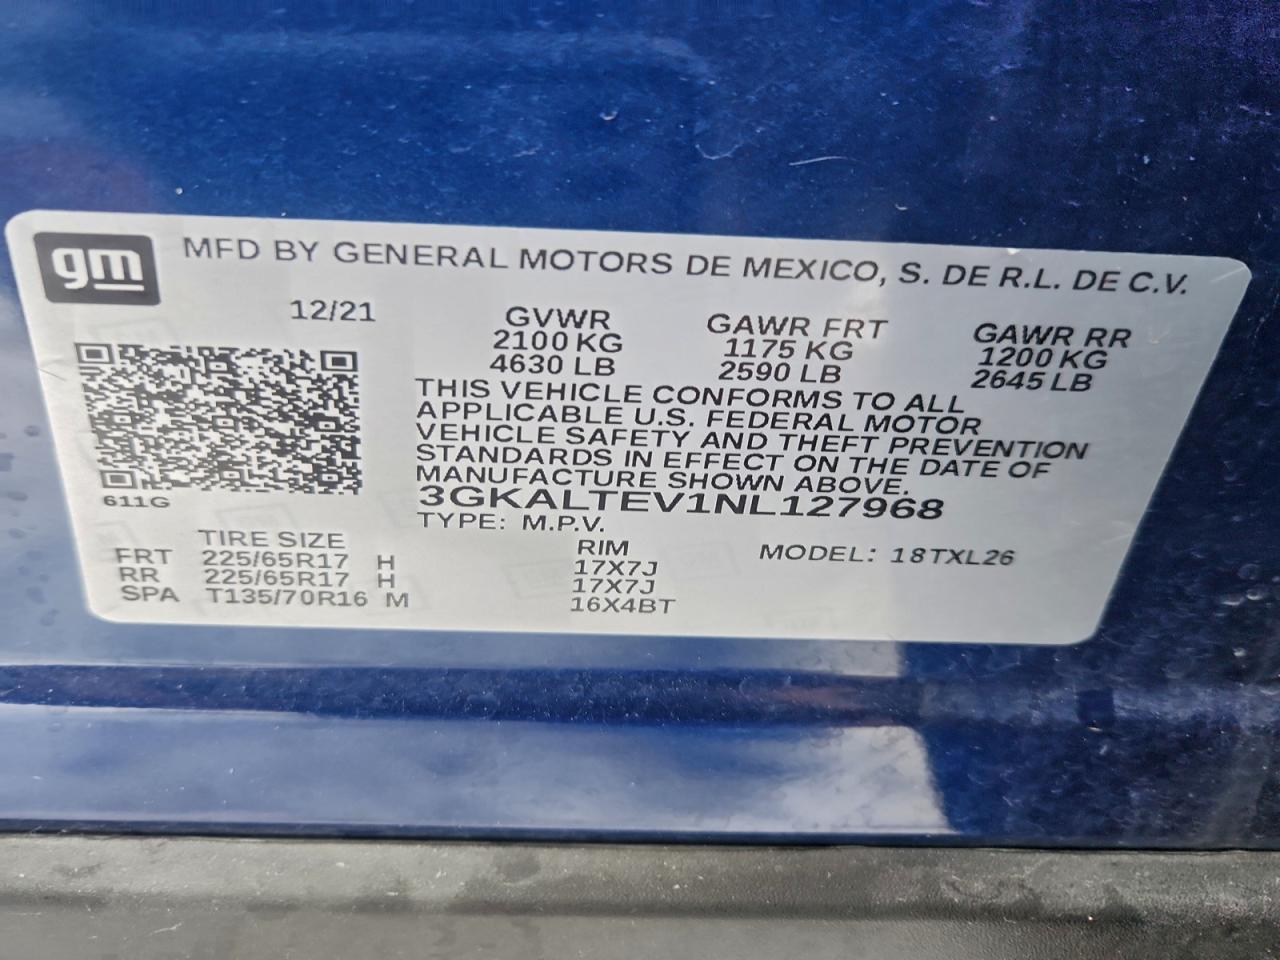 gm
MFD BY GENERAL MOTORS DE MEXICO, S. DE R.L. DE C.V.
12/21
GVWR GAWR FRT GAWR RR
2100 KG 1175 KG 1200 KG
4630 LB 2590 LB 2645 LB
THIS VEHICLE CONFORMS TO ALL
APPLICABLE U.S. FEDERAL MOTOR
VEHICLE SAFETY AND THEFT PREVENTION
STANDARDS IN EFFECT ON THE DATE OF
MANUFACTURE SHOWN ABOVE.
611G
3GKALTEV1NL127968
TYPE: M.P.V.
TIRE SIZE RIM MODEL: 18TXL26
FRT 225/65R17 H 17X7J
RR 225/65R17 H 17X7J
SPA T135/70R16 M 16X4BT